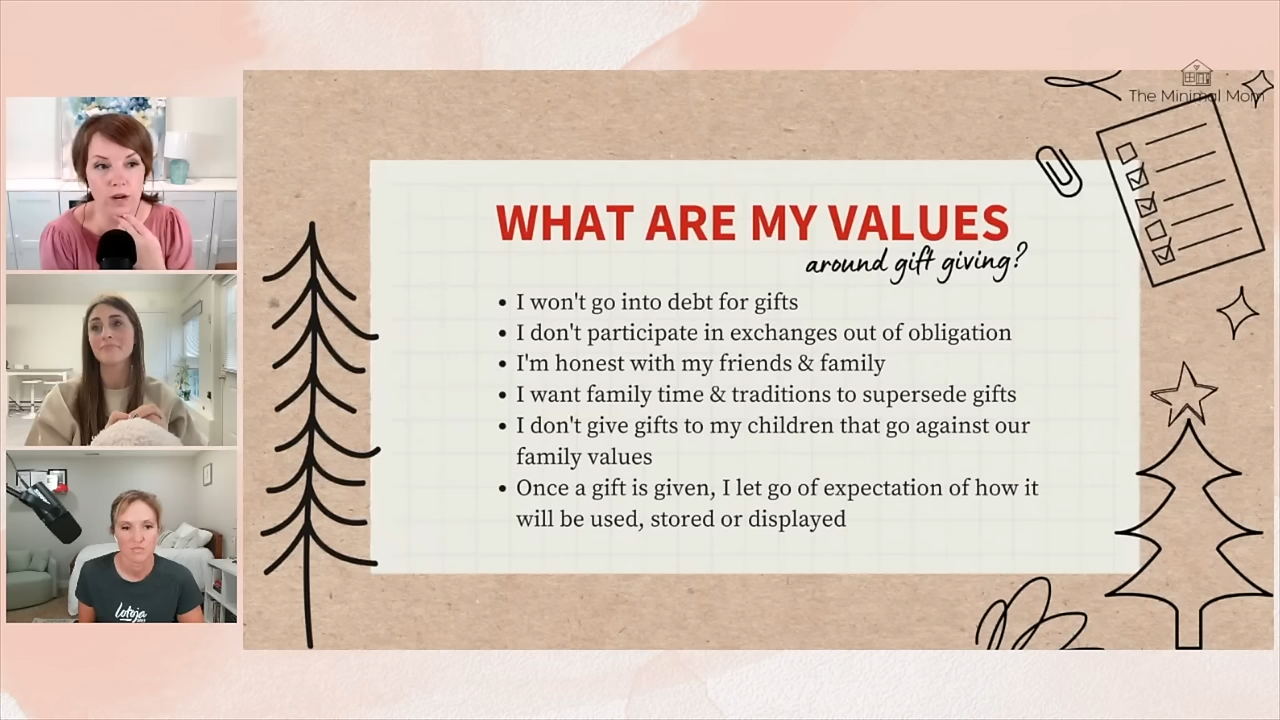 The Minimal Mom
WHAT ARE MY VALUES
around gift giving?
• I won't go into debt for gifts
• I don't participate in exchanges out of obligation
• I'm honest with my friends & family
• I want family time & traditions to supersede gifts
• I don't give gifts to my children that go against our
family values
• Once a gift is given, I let go of expectation of how it
will be used, stored or displayed
lotoja